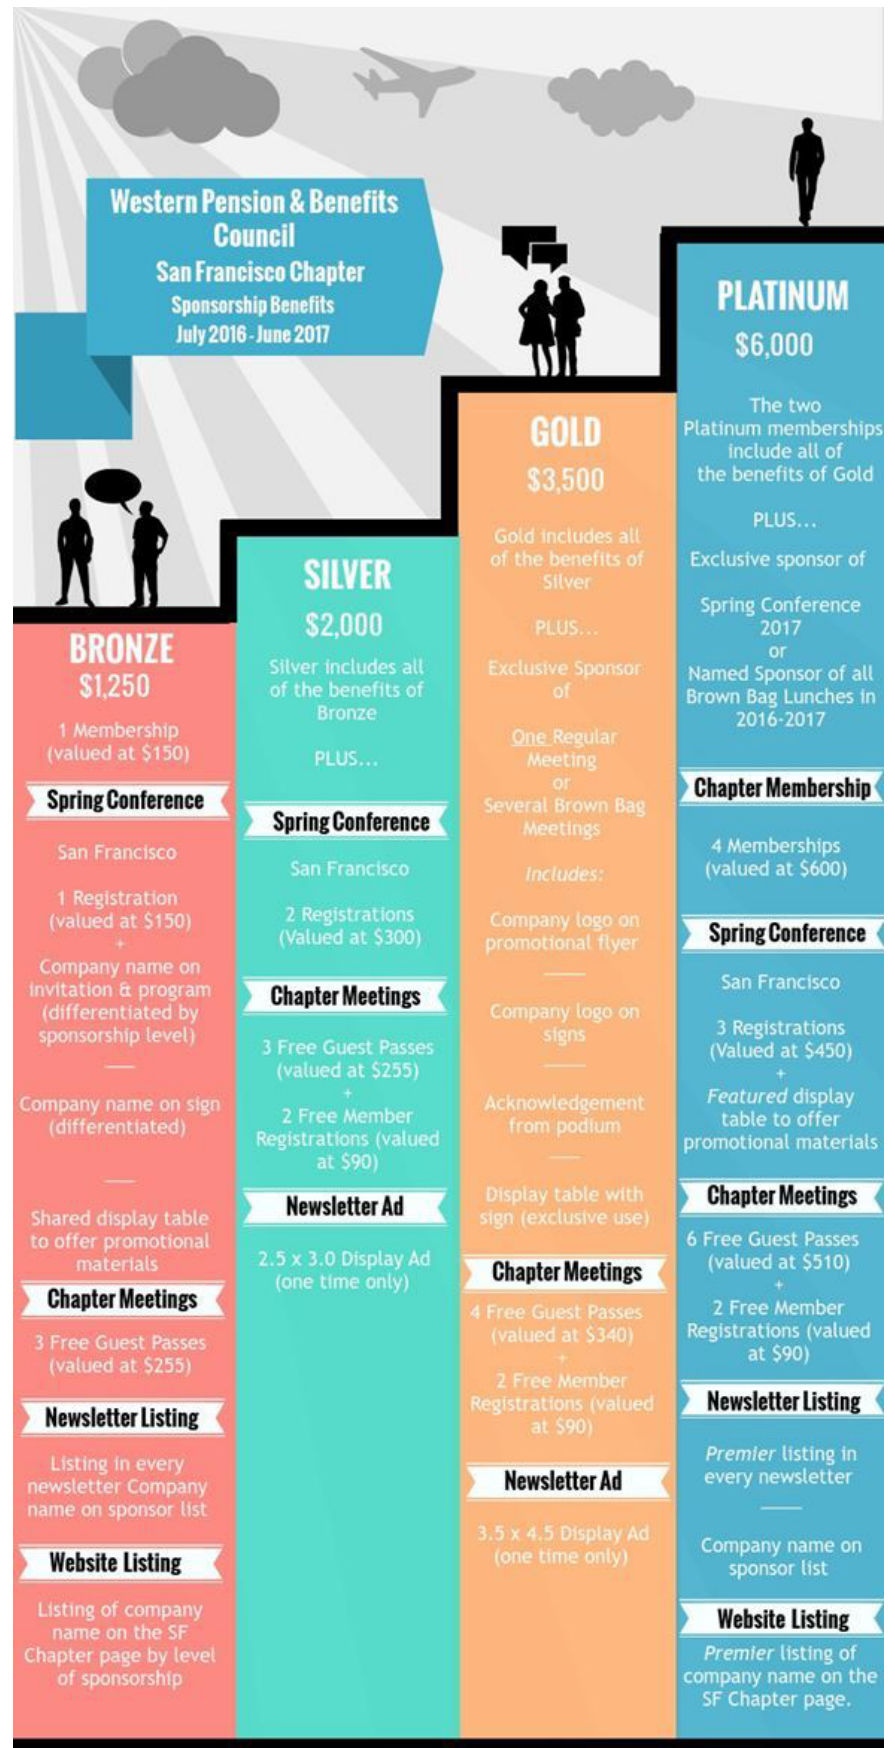 Western Pension & Benefits
Council
San Francisco Chapter
Sponsorship Benefits
July 2016 - June 2017
BRONZE
$1,250
1 Membership
(valued at $150)
Spring Conference
San Francisco
1 Registration
(valued at $150)
+
Company name on
invitation & program
(differentiated by
sponsorship level)
Company name on sign
(differentiated)
Shared display table
to offer promotional
materials
Chapter Meetings
3 Free Guest Passes
(valued at $255)
Newsletter Listing
Listing in every
newsletter Company
name on sponsor list
Website Listing
Listing of company
name on the SF
Chapter page by level
of sponsorship
SILVER
$2,000
Silver includes all
of the benefits of
Bronze
PLUS...
Spring Conference
San Francisco
2 Registrations
(Valued at $300)
Chapter Meetings
3 Free Guest Passes
(valued at $255)
+
2 Free Member
Registrations (valued
at $90)
Newsletter Ad
2.5 x 3.0 Display Ad
(one time only)
GOLD
$3,500
Gold includes all
of the benefits of
Silver
PLUS...
Exclusive Sponsor
of
One Regular
Meeting
or
Several Brown Bag
Meetings
Includes:
Company logo on
promotional flyer
Company logo on
signs
Acknowledgement
from podium
Display table with
sign (exclusive use)
Chapter Meetings
4 Free Guest Passes
(valued at $340)
+
2 Free Member
Registrations (valued
at $90)
Newsletter Ad
3.5 x 4.5 Display Ad
(one time only)
PLATINUM
$6,000
The two
Platinum memberships
include all of
the benefits of Gold
PLUS...
Exclusive sponsor of
Spring Conference
2017
or
Named Sponsor of all
Brown Bag Lunches in
2016-2017
Chapter Membership
4 Memberships
(valued at $600)
Spring Conference
San Francisco
3 Registrations
(Valued at $450)
+
Featured display
table to offer
promotional materials
Chapter Meetings
6 Free Guest Passes
(valued at $510)
+
2 Free Member
Registrations (valued
at $90)
Newsletter Listing
Premier listing in
every newsletter
Company name on
sponsor list
Website Listing
Premier listing of
company name on the
SF Chapter page.